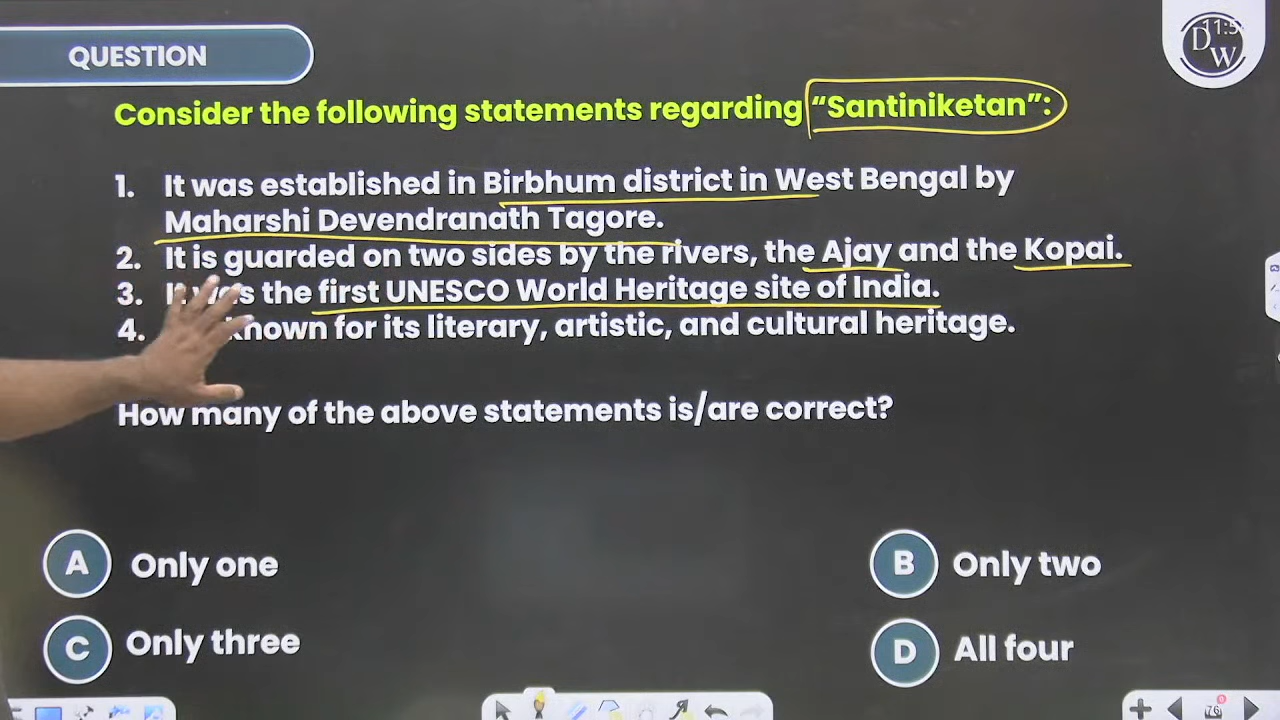 QUESTION
DW
Consider the following statements regarding “Santiniketan”:
1. It was established in Birbhum district in West Bengal by
Maharshi Devendranath Tagore.
2. It is guarded on two sides by the rivers, the Ajay and the Kopai.
3. the first UNESCO World Heritage site of India.
4. known for its literary, artistic, and cultural heritage.
How many of the above statements is/are correct?
A Only one
B Only two
C Only three
D All four